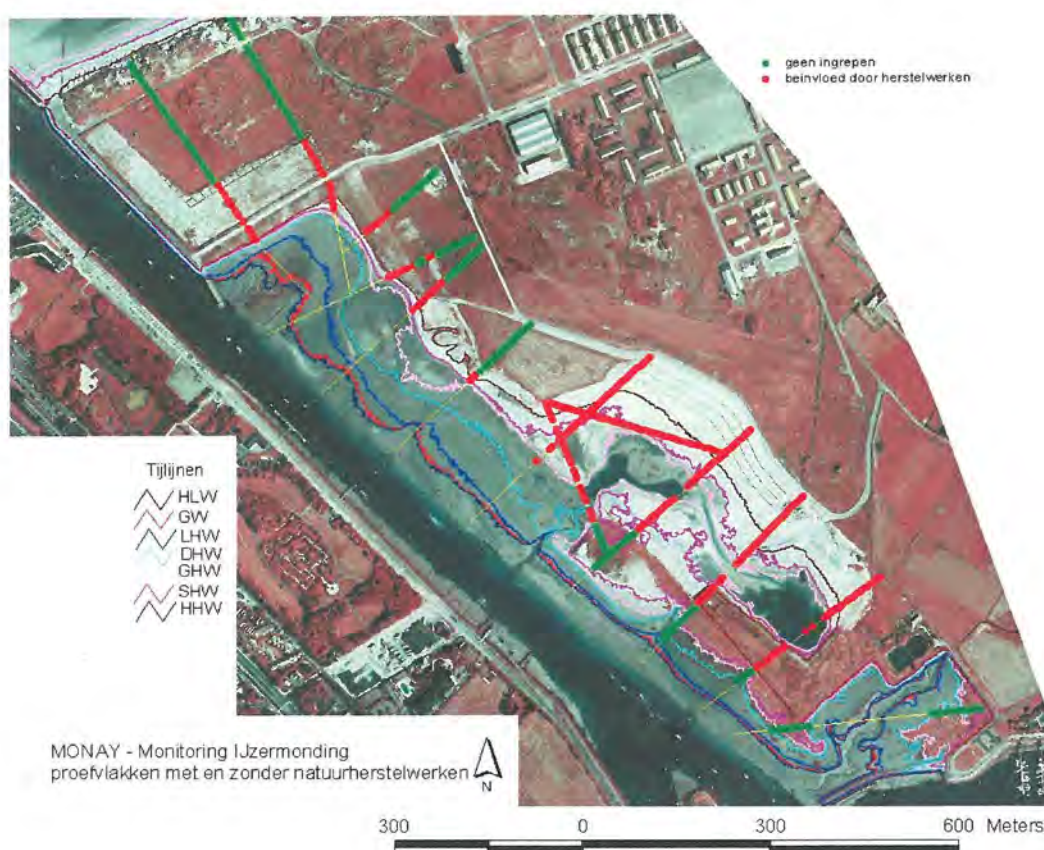 geen ingrepen
beinvloed door herstelwerken
Tijlijnen
HLW
GW
LHW
DHW
GHW
SHW
HHW
MONAY - Monitoring IJzermonding
proefvlakken met en zonder natuurherstelwerken
N
300 0 300 600 Meters